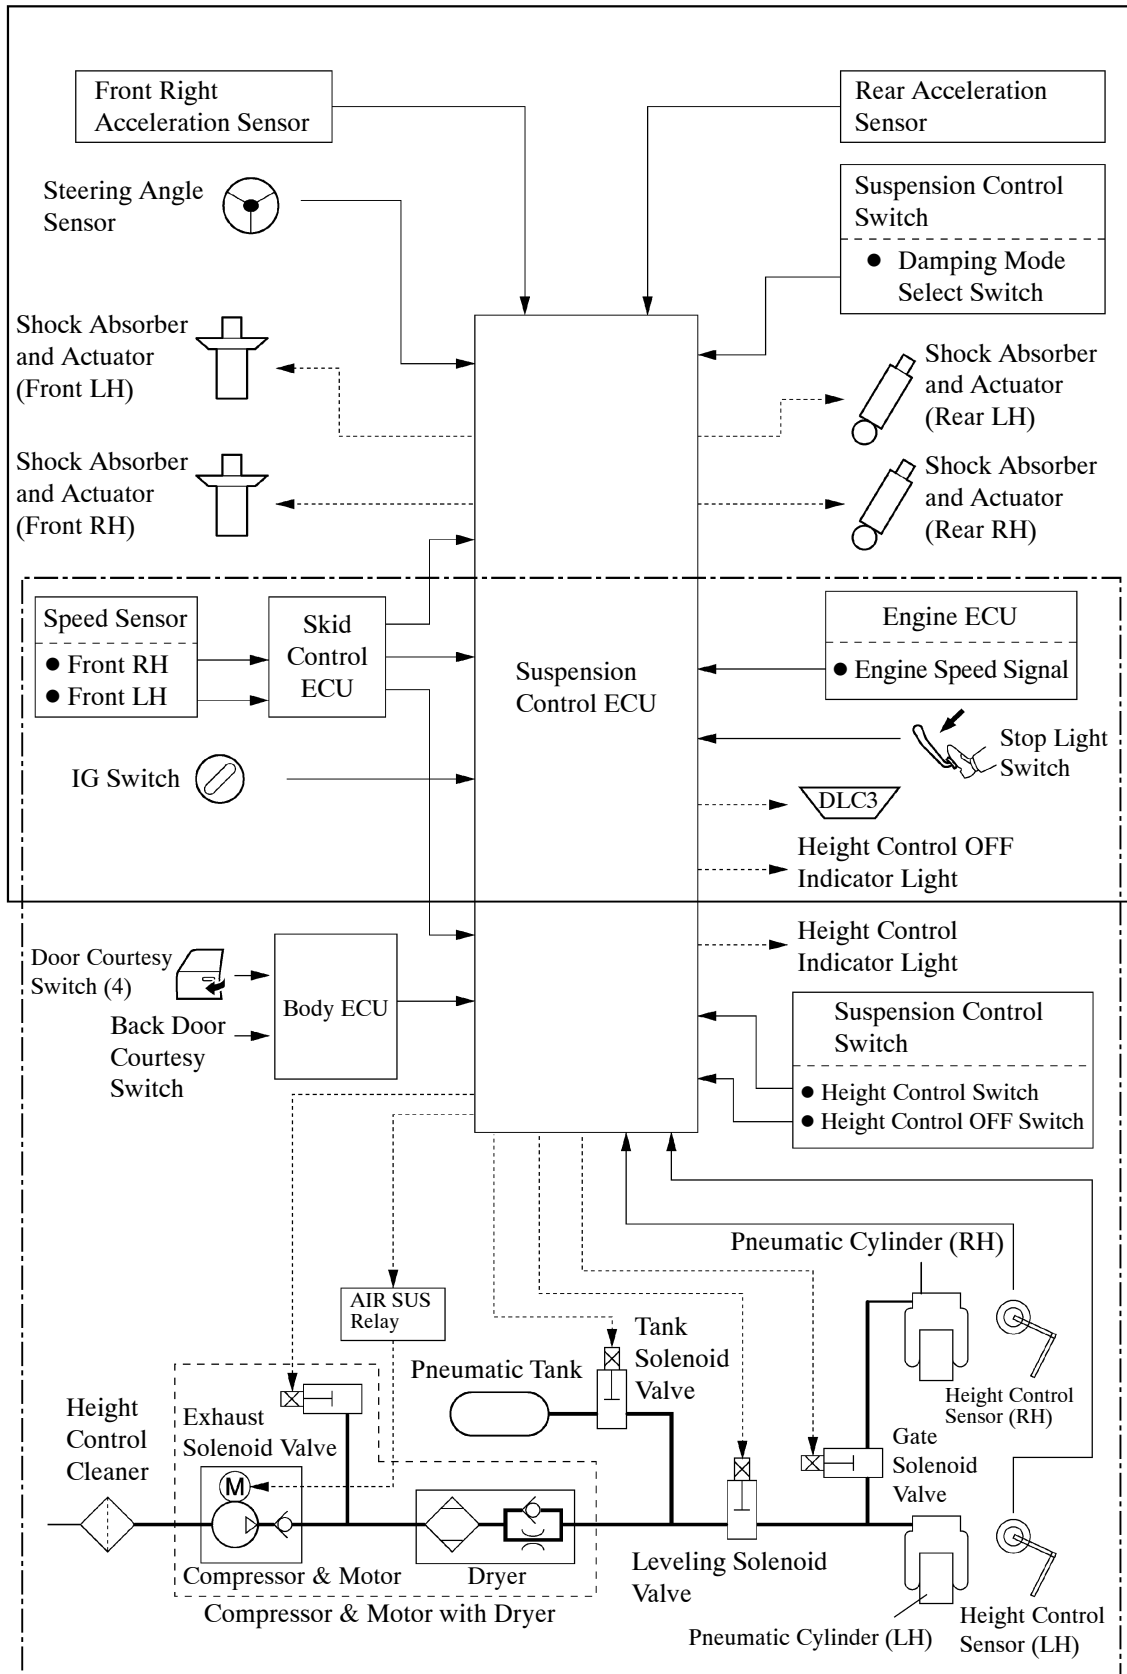 Front Right
Acceleration Sensor
Rear Acceleration
Sensor
Steering Angle
Sensor
Suspension Control
Switch
● Damping Mode
Select Switch
Shock Absorber
and Actuator
(Front LH)
Shock Absorber
and Actuator
(Rear LH)
Shock Absorber
and Actuator
(Front RH)
Shock Absorber
and Actuator
(Rear RH)
Speed Sensor
● Front RH
● Front LH
Skid
Control
ECU
Suspension
Control ECU
Engine ECU
● Engine Speed Signal
Stop Light
Switch
IG Switch
DLC3
Height Control OFF
Indicator Light
Height Control
Indicator Light
Door Courtesy
Switch (4)
Body ECU
Back Door
Courtesy
Switch
Suspension Control
Switch
● Height Control Switch
● Height Control OFF Switch
Pneumatic Cylinder (RH)
AIR SUS
Relay
Tank
Solenoid
Valve
Pneumatic Tank
Height Control
Sensor (RH)
Height
Control
Cleaner
Exhaust
Solenoid Valve
Gate
Solenoid
Valve
M
Compressor & Motor
Dryer
Compressor & Motor with Dryer
Leveling Solenoid
Valve
Pneumatic Cylinder (LH)
Height Control
Sensor (LH)